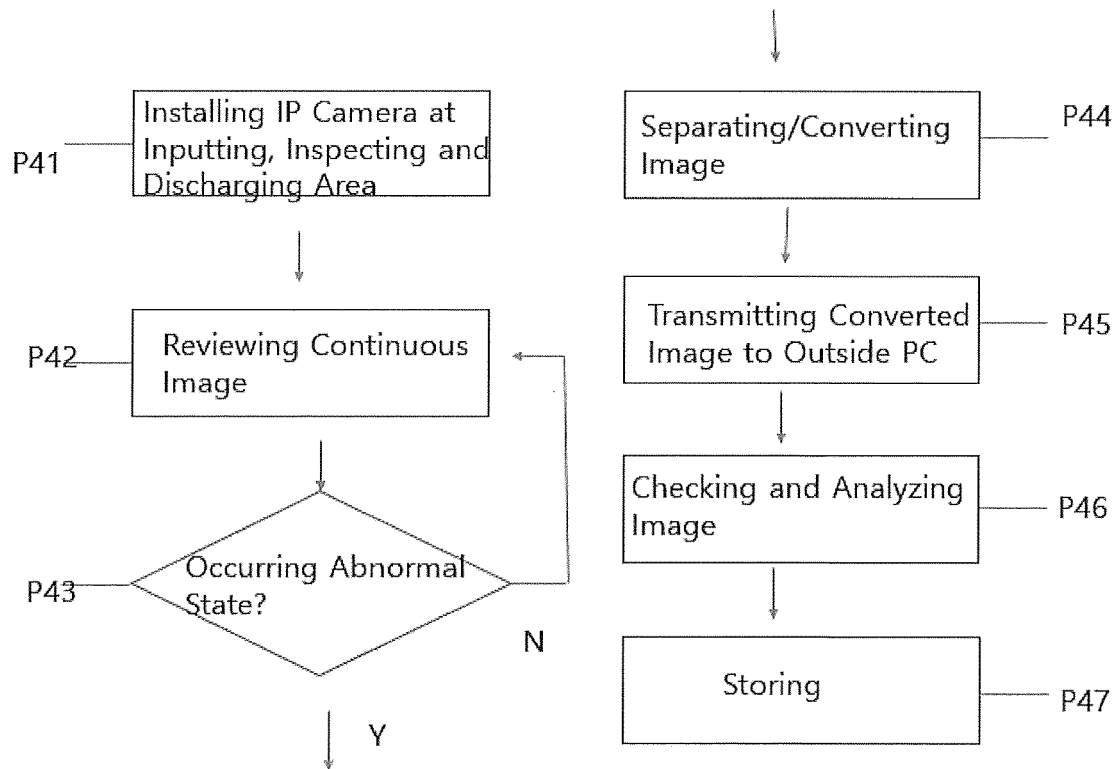 P41
Installing IP Camera at
Inputting, Inspecting and
Discharging Area
P42
Reviewing Continuous
Image
P43
Occurring Abnormal
State?
N
Y
Separating/Converting
Image
P44
Transmitting Converted
Image to Outside PC
P45
Checking and Analyzing
Image
P46
Storing
P47